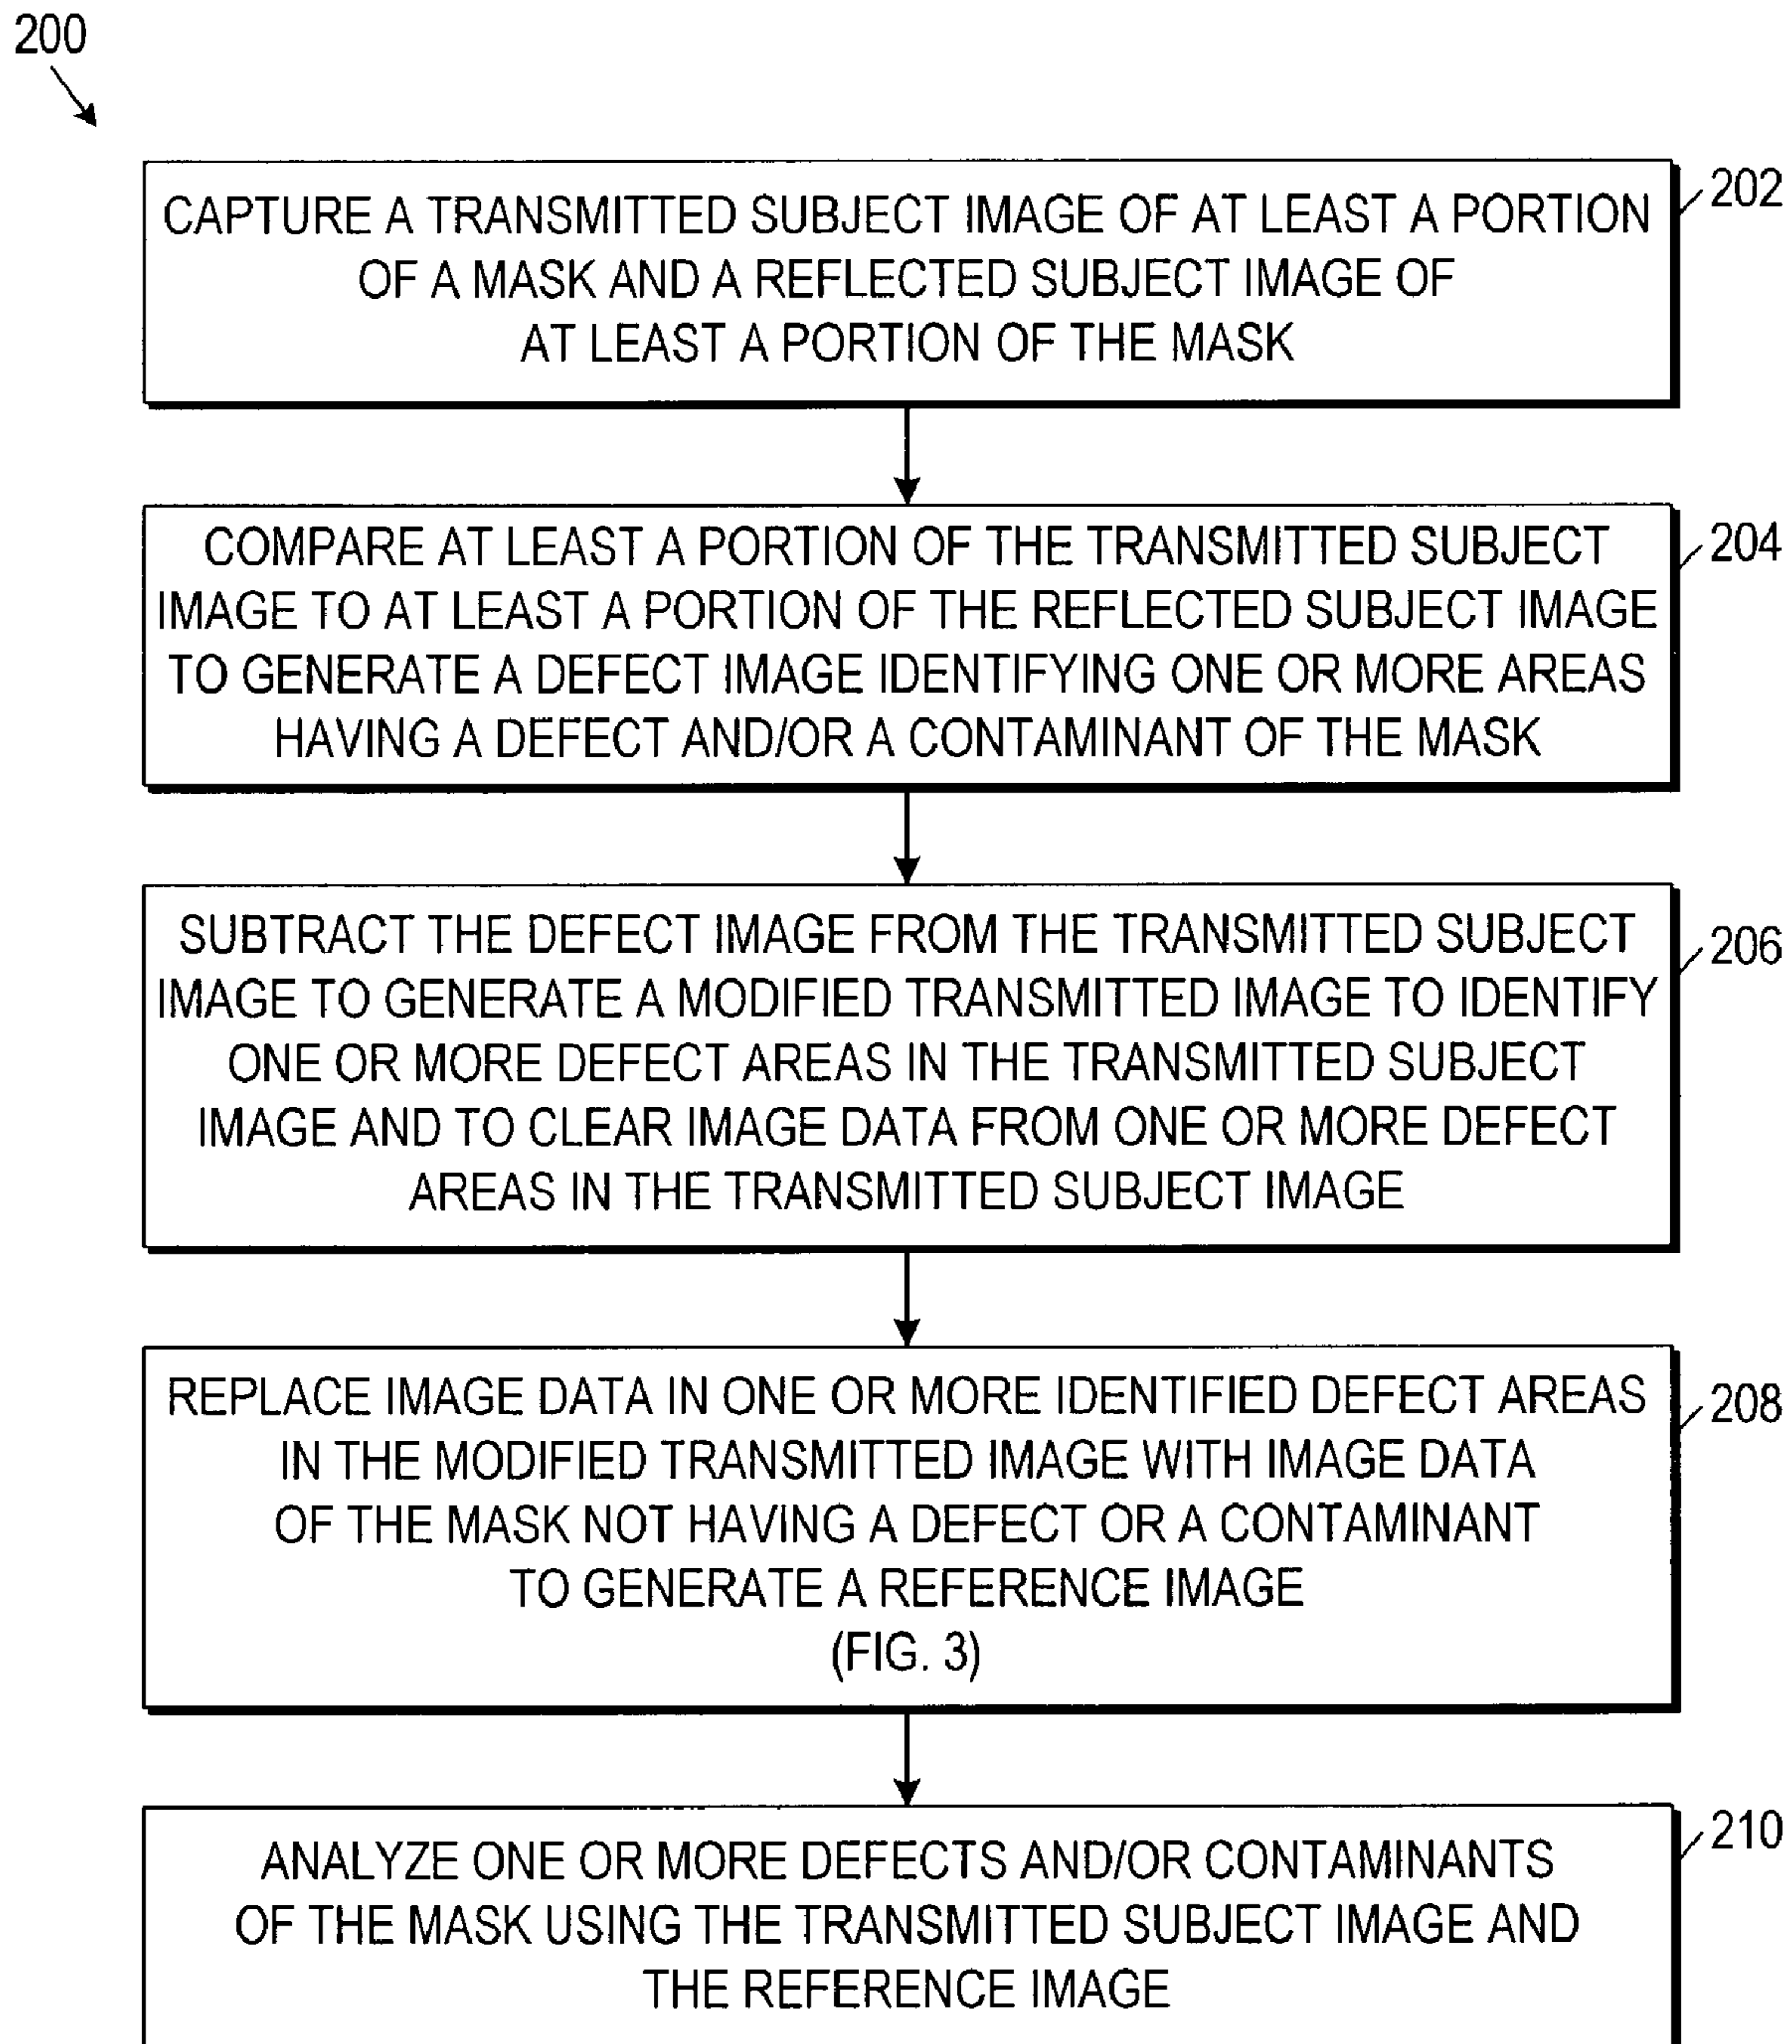 200
202
CAPTURE A TRANSMITTED SUBJECT IMAGE OF AT LEAST A PORTION
OF A MASK AND A REFLECTED SUBJECT IMAGE OF
AT LEAST A PORTION OF THE MASK
204
COMPARE AT LEAST A PORTION OF THE TRANSMITTED SUBJECT
IMAGE TO AT LEAST A PORTION OF THE REFLECTED SUBJECT IMAGE
TO GENERATE A DEFECT IMAGE IDENTIFYING ONE OR MORE AREAS
HAVING A DEFECT AND/OR A CONTAMINANT OF THE MASK
206
SUBTRACT THE DEFECT IMAGE FROM THE TRANSMITTED SUBJECT
IMAGE TO GENERATE A MODIFIED TRANSMITTED IMAGE TO IDENTIFY
ONE OR MORE DEFECT AREAS IN THE TRANSMITTED SUBJECT
IMAGE AND TO CLEAR IMAGE DATA FROM ONE OR MORE DEFECT
AREAS IN THE TRANSMITTED SUBJECT IMAGE
208
REPLACE IMAGE DATA IN ONE OR MORE IDENTIFIED DEFECT AREAS
IN THE MODIFIED TRANSMITTED IMAGE WITH IMAGE DATA
OF THE MASK NOT HAVING A DEFECT OR A CONTAMINANT
TO GENERATE A REFERENCE IMAGE
(FIG. 3)
210
ANALYZE ONE OR MORE DEFECTS AND/OR CONTAMINANTS
OF THE MASK USING THE TRANSMITTED SUBJECT IMAGE AND
THE REFERENCE IMAGE